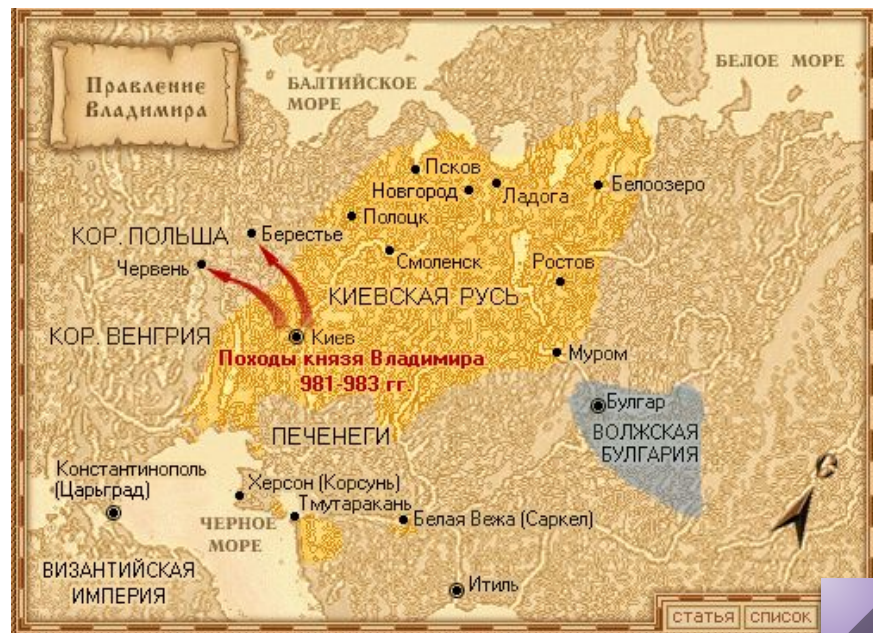 Правление
Владимира
БЕЛОЕ МОРЕ
БАЛТИЙСКОЕ
МОРЕ
Псков
Новгород
Ладога
Белоозеро
Полоцк
КОР. ПОЛЬША
Берестье
Червень
Смоленск
Ростов
КИЕВСКАЯ РУСЬ
КОР. ВЕНГРИЯ
Киев
Походы князя Владимира
981-983 гг.
Муром
Булгар
ВОЛЖСКАЯ
БУЛГАРИЯ
ПЕЧЕНЕГИ
Константинополь
(Царьград)
Херсон (Корсунь)
Тмутаракань
Белая Вежа (Саркел)
ЧЕРНОЕ
МОРЕ
ВИЗАНТИЙСКАЯ
ИМПЕРИЯ
Итиль
С
статья список